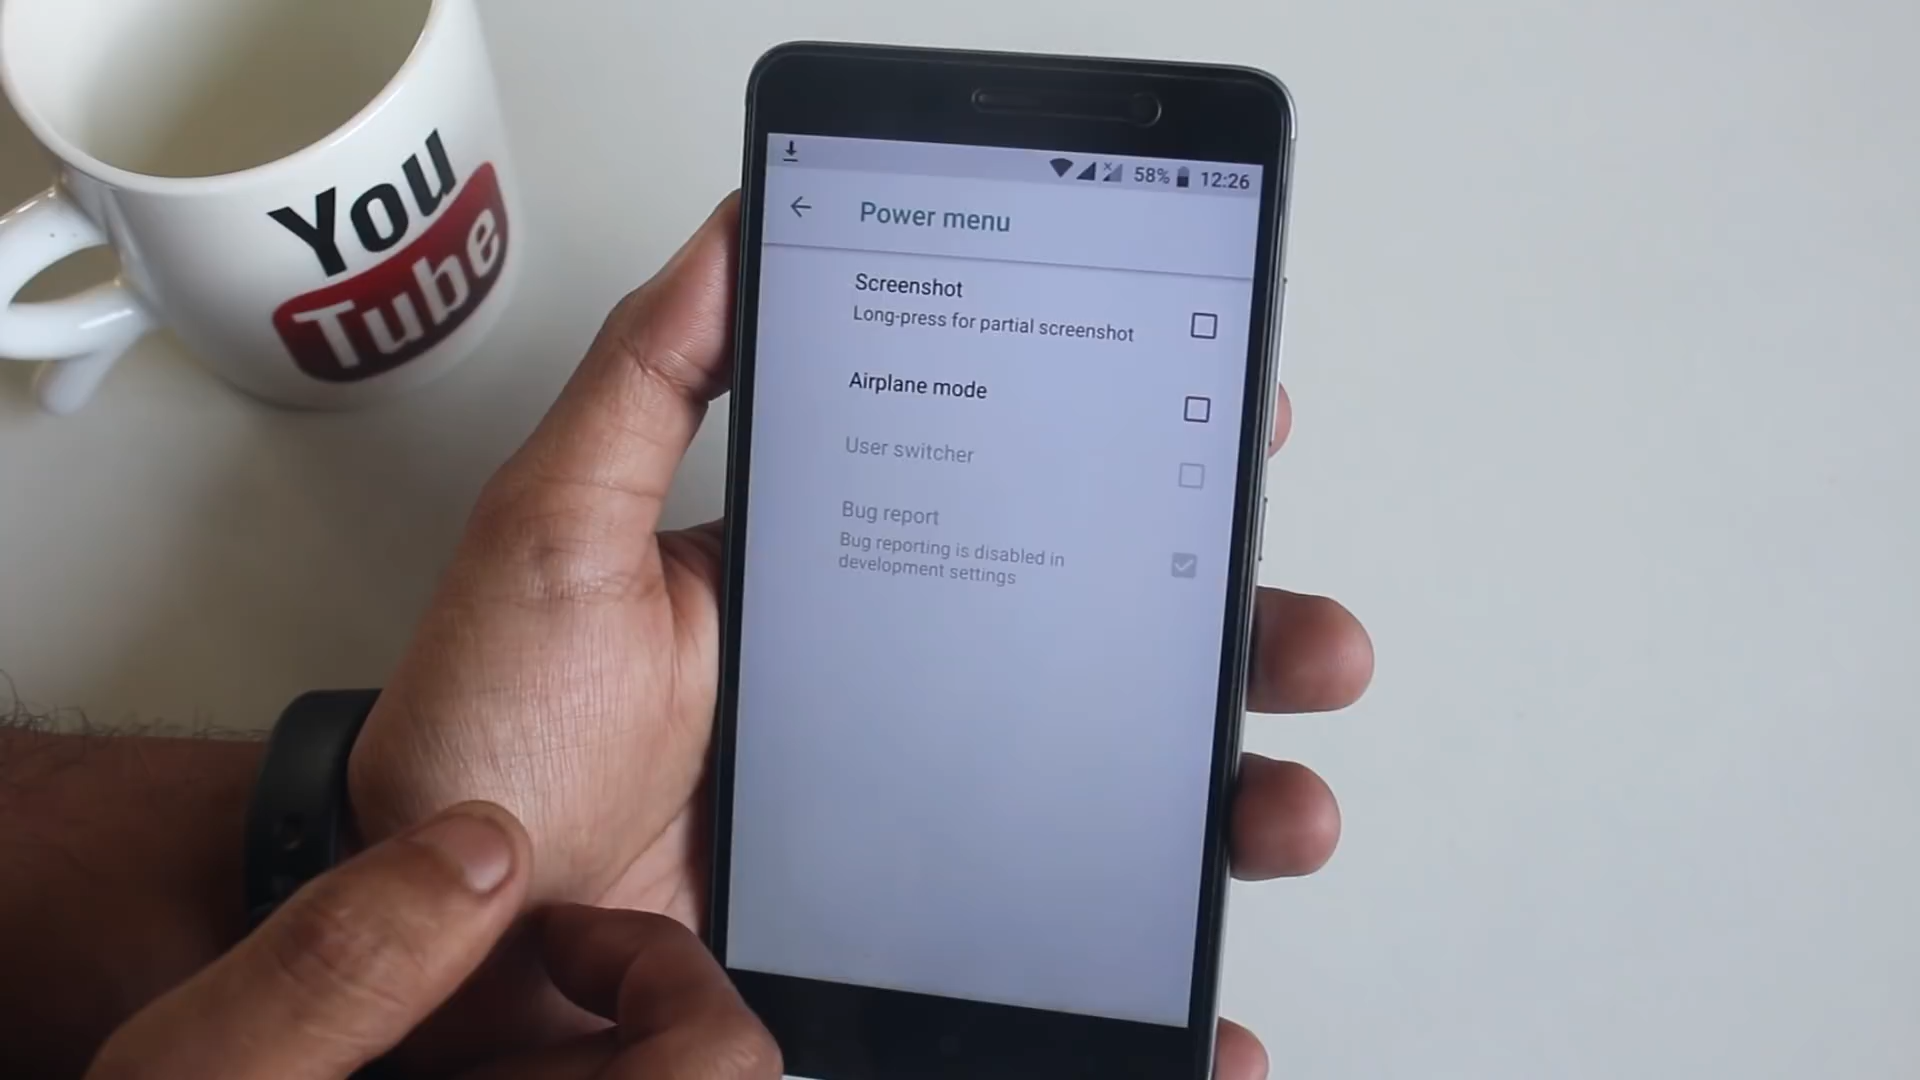 You
Tube
58% 12:26
Power menu
Screenshot
Long-press for partial screenshot
Airplane mode
User switcher
Bug report
Bug reporting is disabled in
development settings